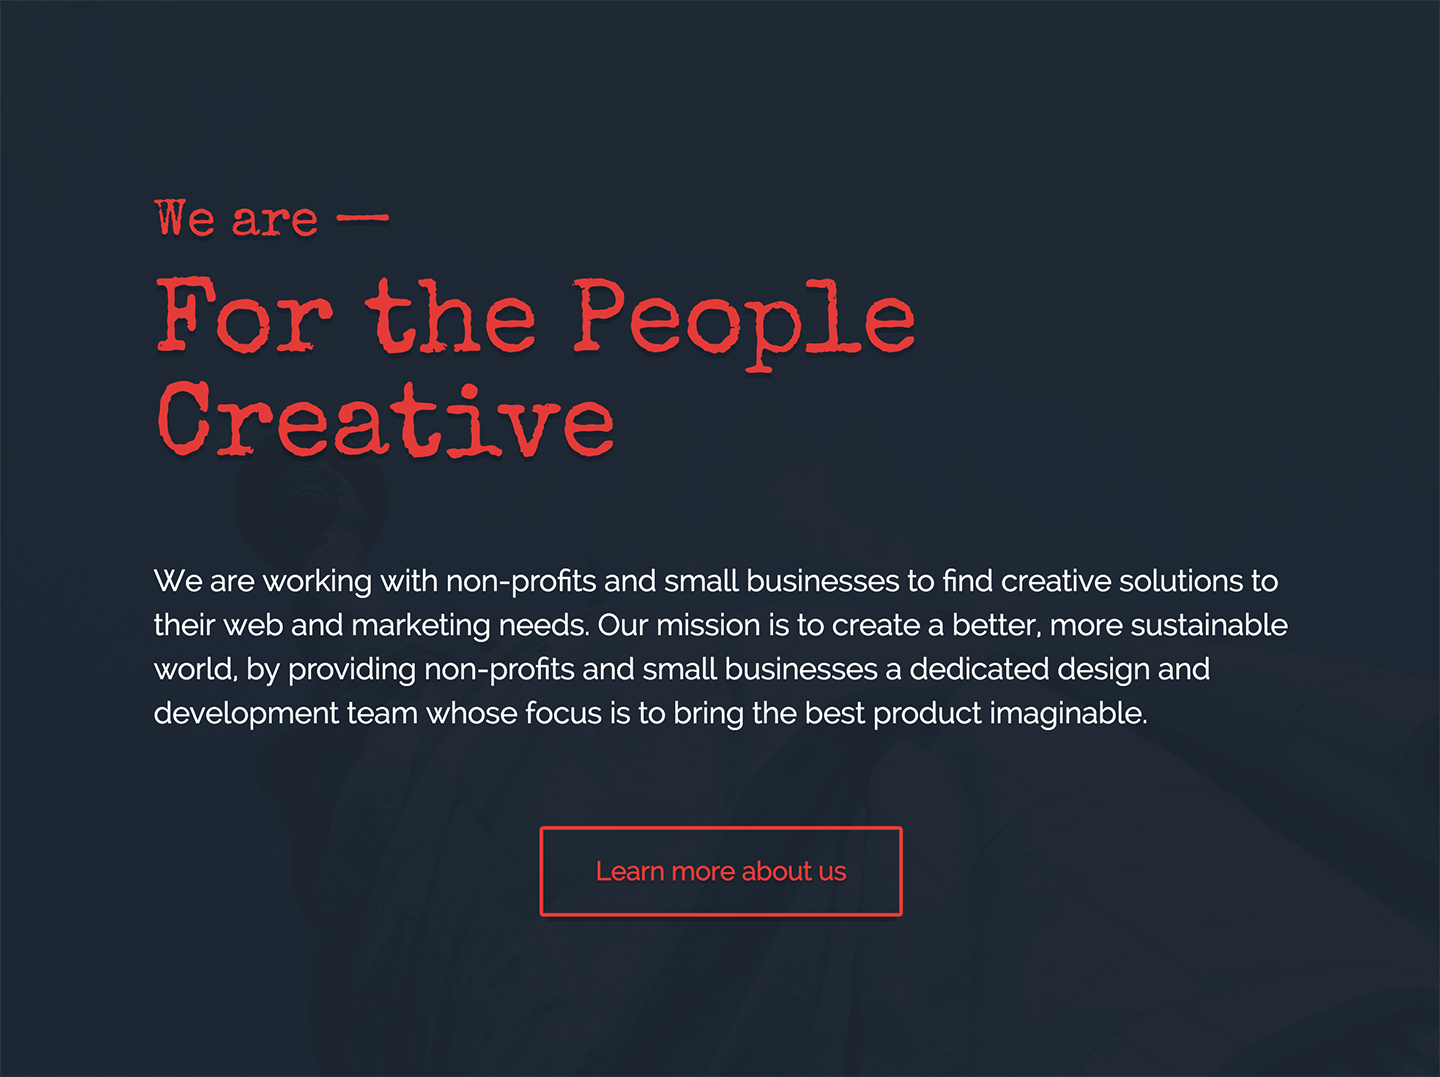 We are —
For the People
Creative
We are working with non-profits and small businesses to find creative solutions to
their web and marketing needs. Our mission is to create a better, more sustainable
world, by providing non-profits and small businesses a dedicated design and
development team whose focus is to bring the best product imaginable.
Learn more about us